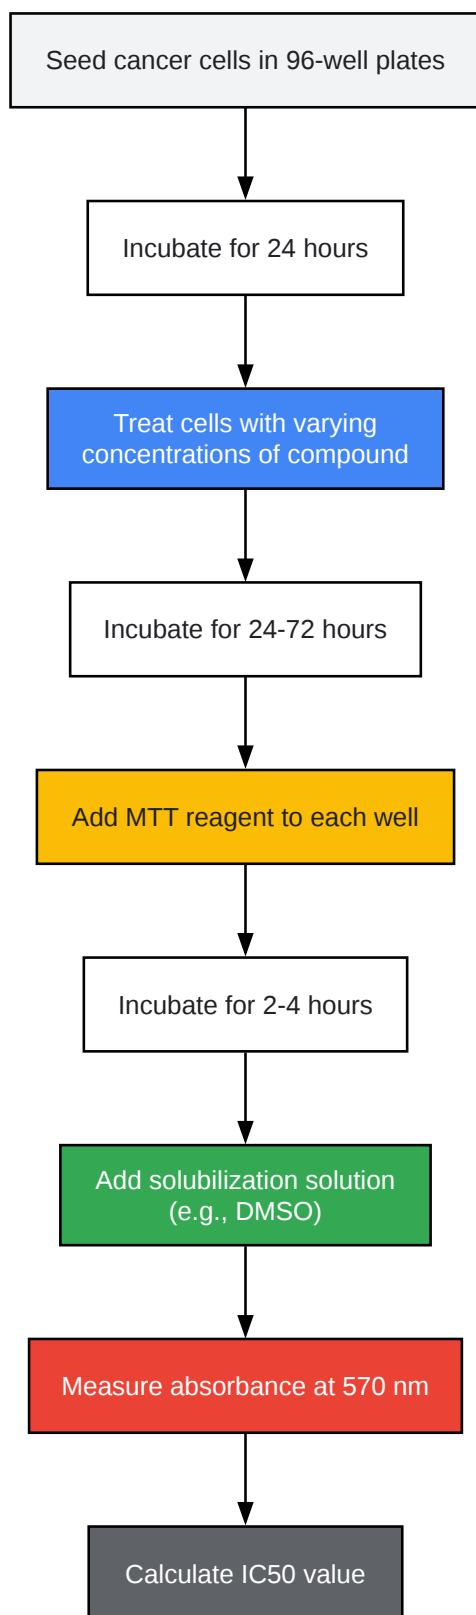 Seed cancer cells in 96-well plates
Incubate for 24 hours
Treat cells with varying
concentrations of compound
Incubate for 24-72 hours
Add MTT reagent to each well
Incubate for 2-4 hours
Add solubilization solution
(e.g., DMSO)
Measure absorbance at 570 nm
Calculate IC50 value